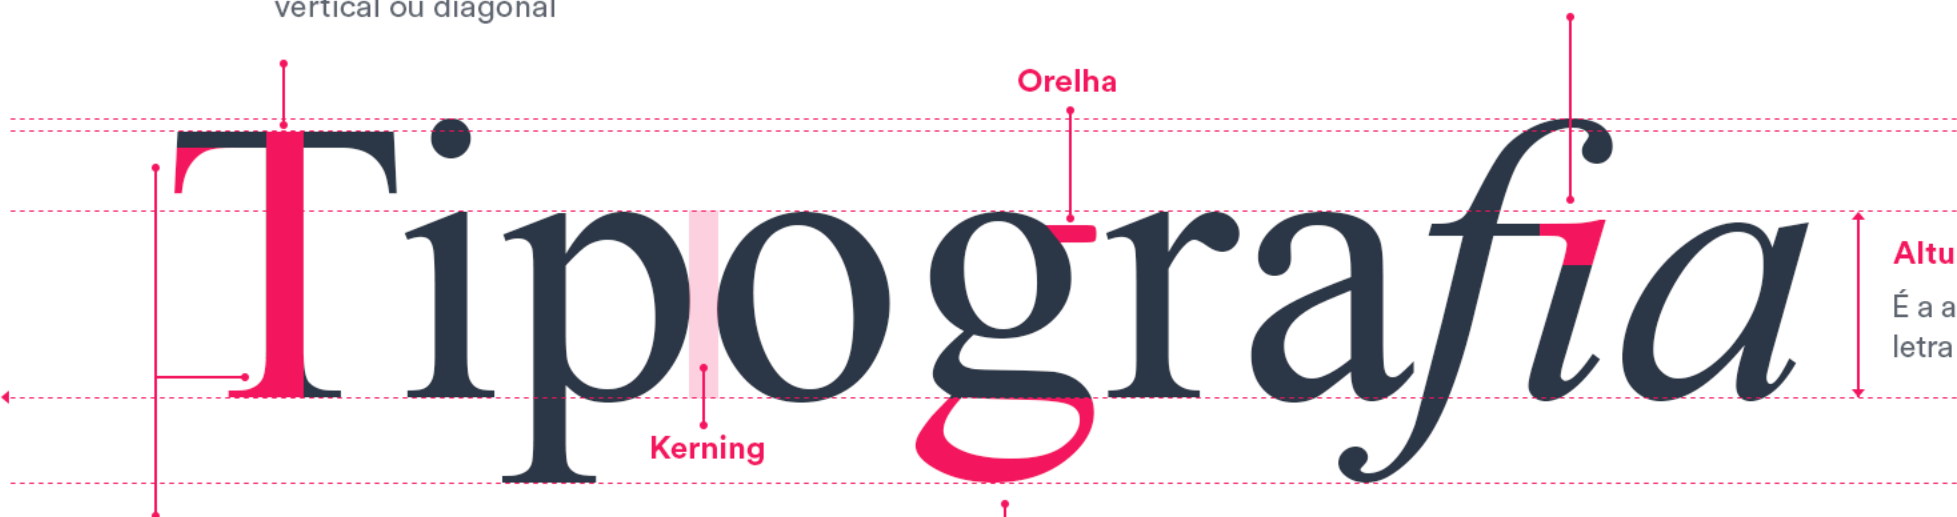 vertical ou diagonal
Orelha
Tipografia
Kerning
Altu
É a a
letra